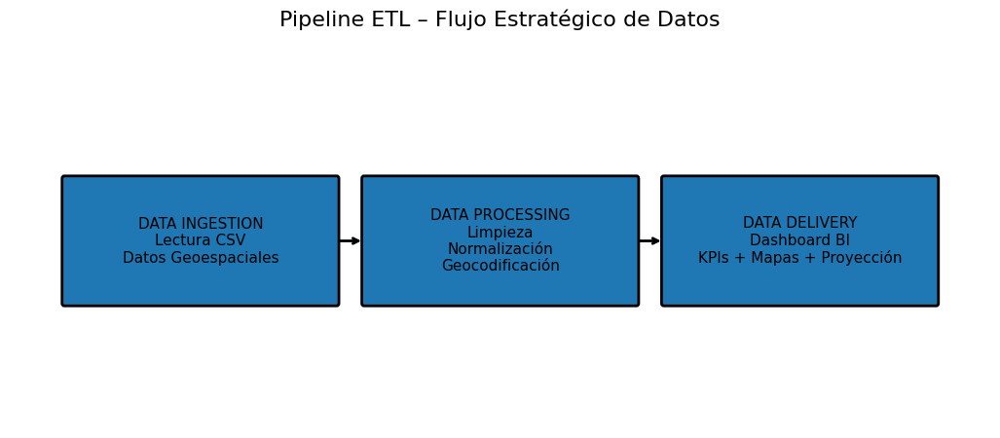 Pipeline ETL – Flujo Estratégico de Datos
DATA INGESTION
Lectura CSV
Datos Geoespaciales
DATA PROCESSING
Limpieza
Normalización
Geocodificación
DATA DELIVERY
Dashboard BI
KPIs + Mapas + Proyección